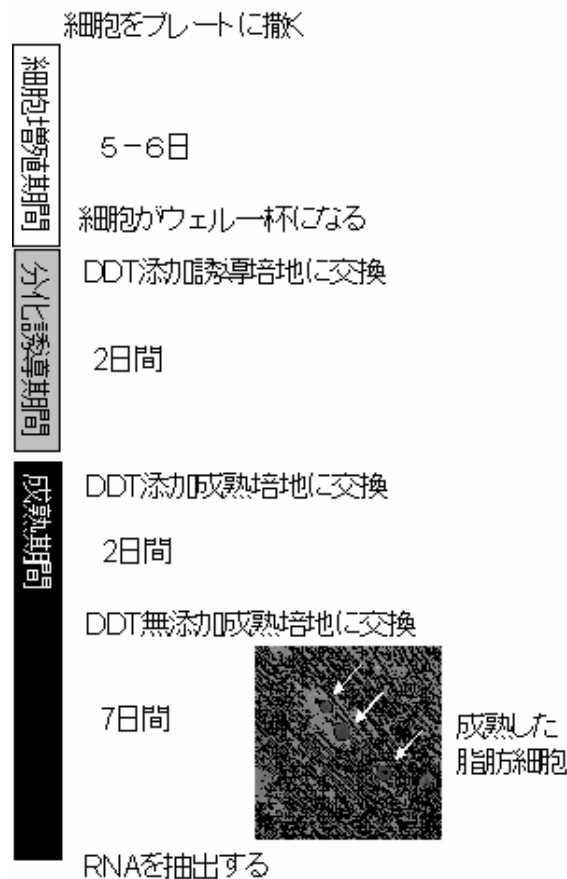 細胞をプレートに撒く
細胞増殖期間
5-6日
細胞がウェル一杯になる
分化誘導期間
DDT添加誘導培地に交換
2日間
成熟期間
DDT添加成熟培地に交換
2日間
DDT無添加成熟培地に交換
7日間
成熟した
脂肪細胞
RNAを抽出する